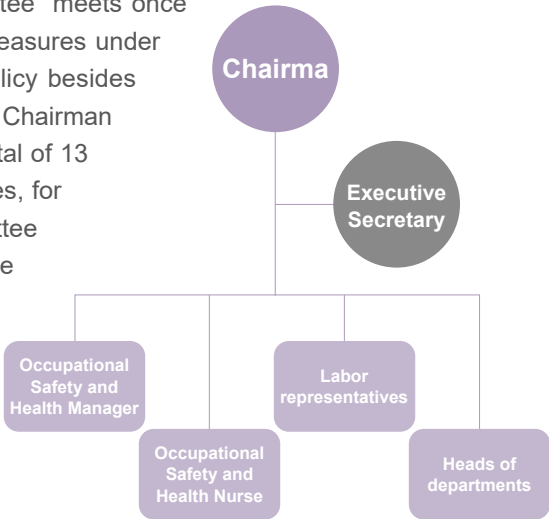 tee" meets once
easures under
licy besides
Chairman
tal of 13
es, for
ttee
e
Chairma
Executive
Secretary
Occupational
Safety and
Health Manager
Labor
representatives
Occupational
Safety and
Health Nurse
Heads of
departments